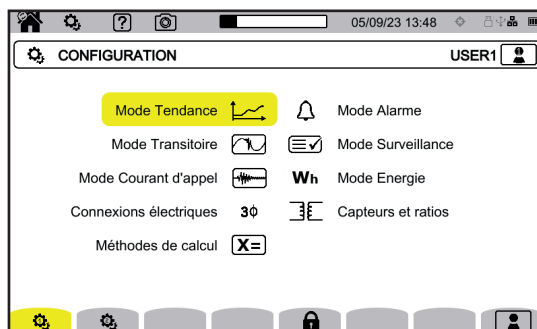 05/09/23 13:48
CONFIGURATION USER1
Mode Tendance Mode Alarme
Mode Transitoire Mode Surveillance
Mode Courant d'appel Wh Mode Energie
Connexions électriques 3Φ Capteurs et ratios
Méthodes de calcul X=